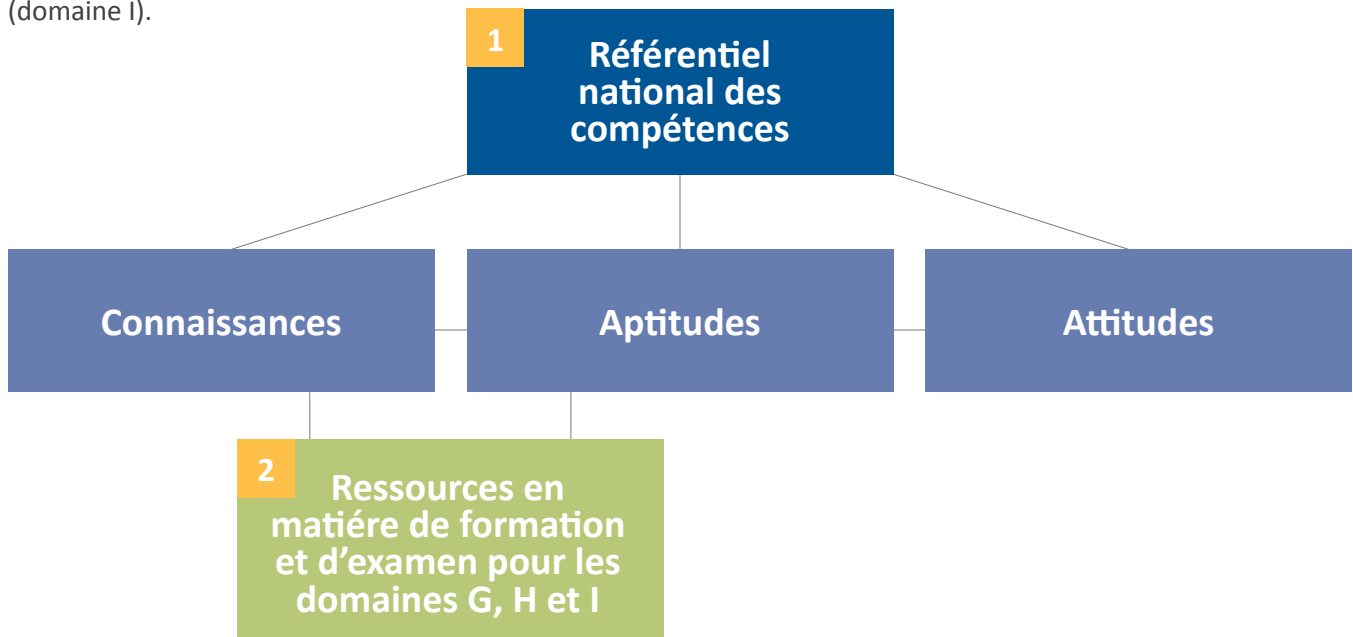 (domaine I).
1
Référentiel
national des
compétences
Connaissances
Aptitudes
Attitudes
2
Ressources en
matiére de formation
et d'examen pour les
domaines G, H et I